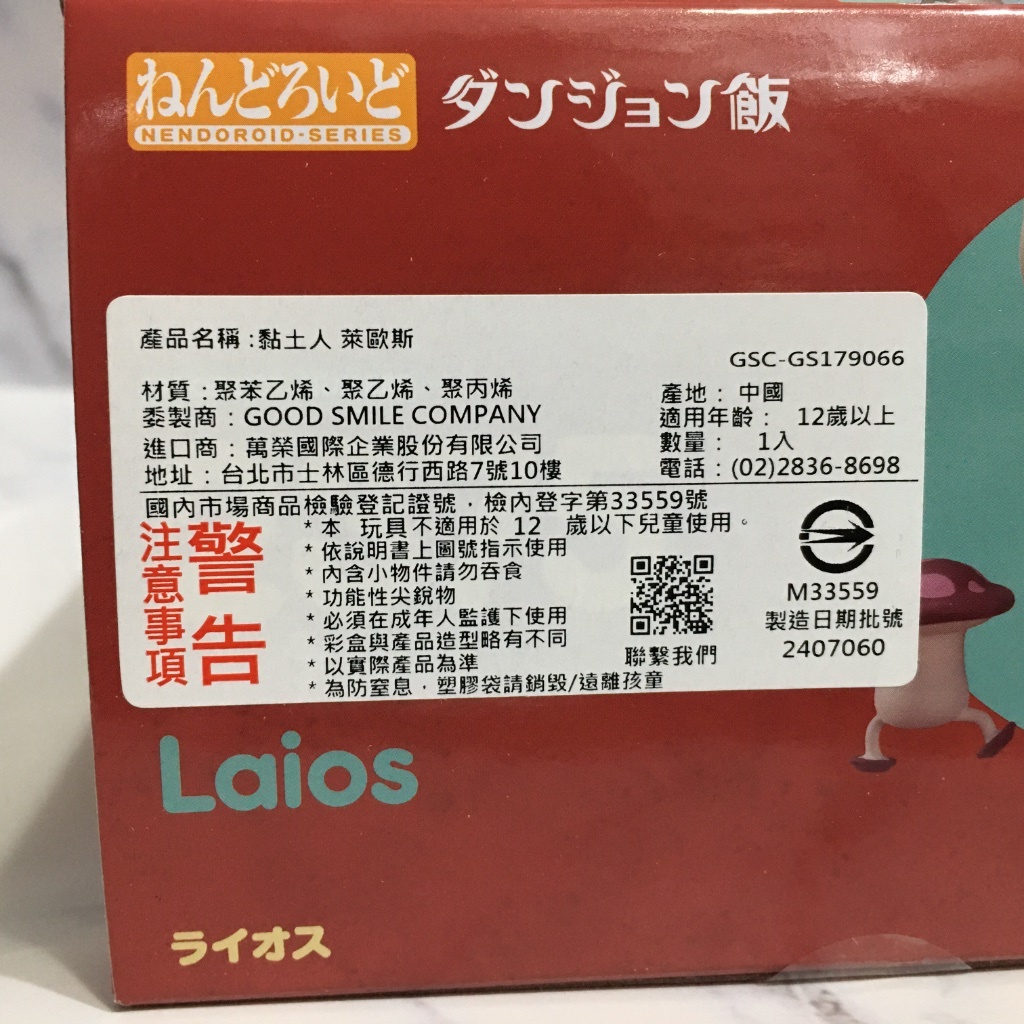 ねんどろいど
NENDOROID-SERIES
ダンジョン飯
產品名稱:黏土人 萊歐斯
GSC-GS179066
材質:聚苯乙烯、聚乙烯、聚丙烯
委製商:GOOD SMILE COMPANY
進口商:萬榮國際企業股份有限公司
地址:台北市士林區德行西路7號10樓
產地: 中國
適用年齡: 12歲以上
數量: 1入
電話:(02)2836-8698
國內市場商品檢驗登記證號,檢內登字第33559號
警告
注意事項
*本 玩具不適用於 12 歲以下兒童使用。
*依說明書上圖號指示使用
*內含小物件請勿吞食
*功能性尖銳物
*必須在成年人監護下使用
*彩盒與產品造型略有不同
*以實際產品為準
*為防窒息,塑膠袋請銷毀/遠離孩童
聯繫我們
M33559
製造日期批號
2407060
Laios
ライオス